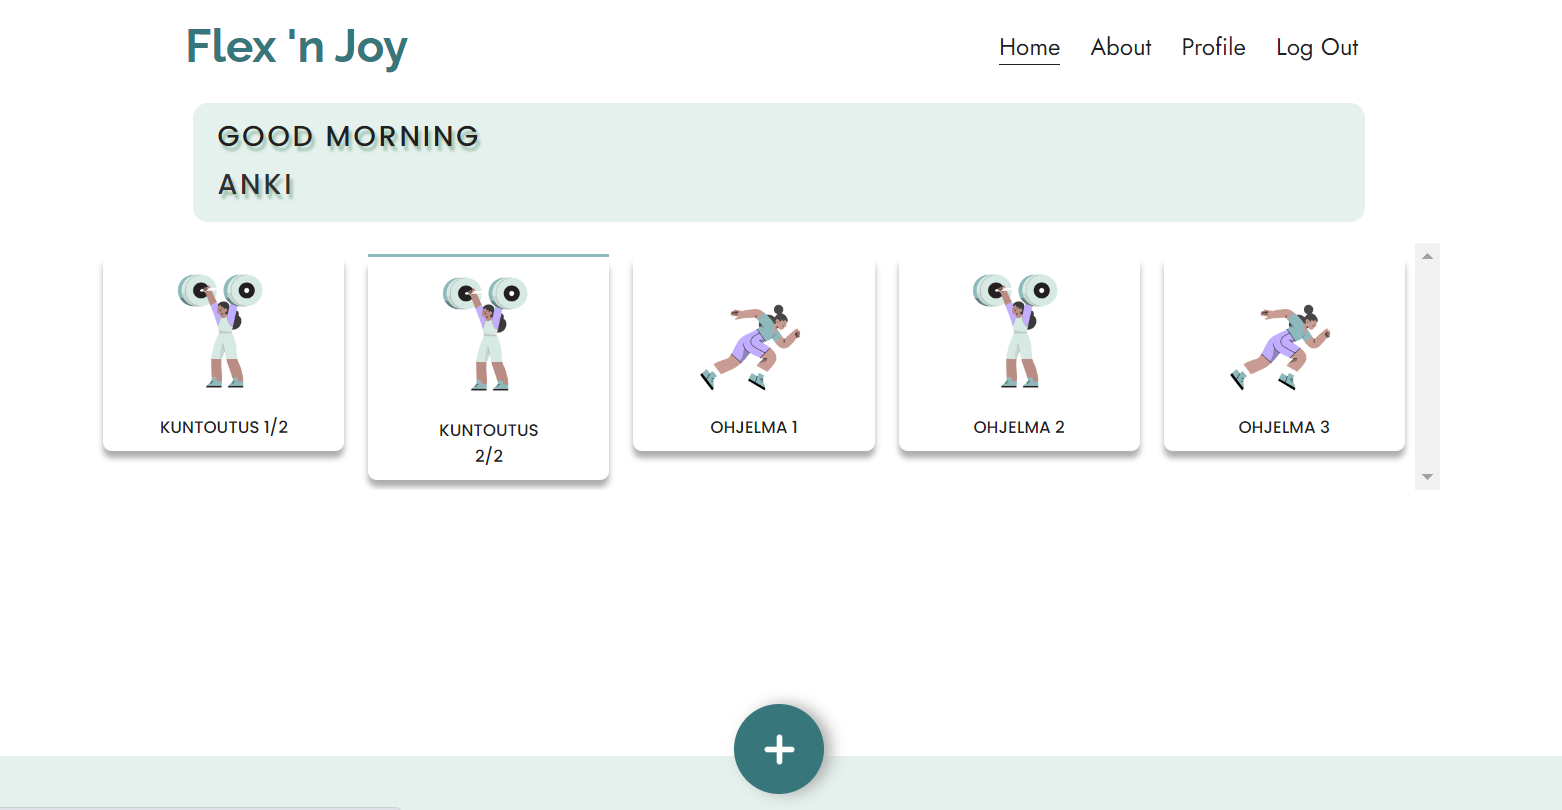 Flex 'n Joy
Home About Profile Log Out
GOOD MORNING
ANKI
KUNTOUTUS 1/2
KUNTOUTUS
2/2
OHJELMA 1
OHJELMA 2
OHJELMA 3